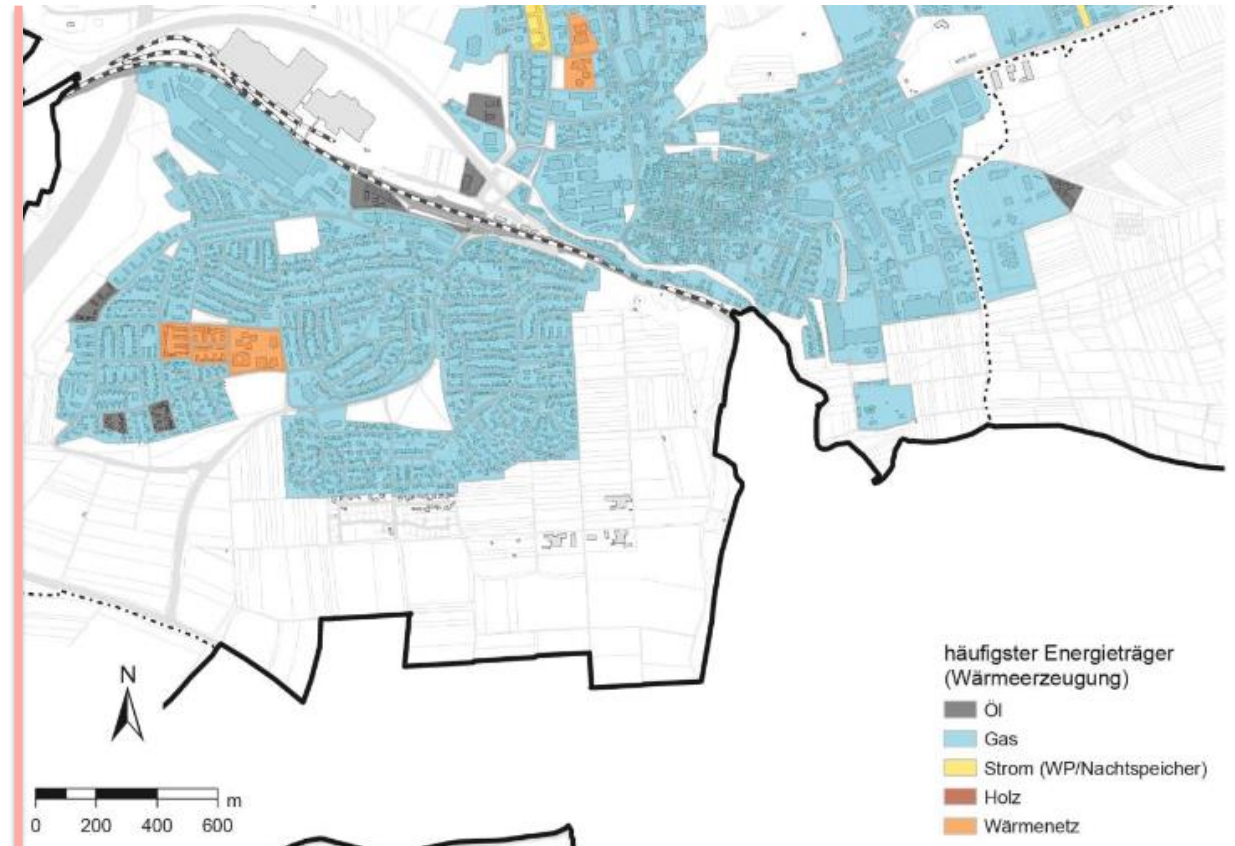 N
0 200 400 600 m
häufigster Energieträger
(Wärmeerzeugung)
Öl
Gas
Strom (WP/Nachtspeicher)
Holz
Wärmenetz